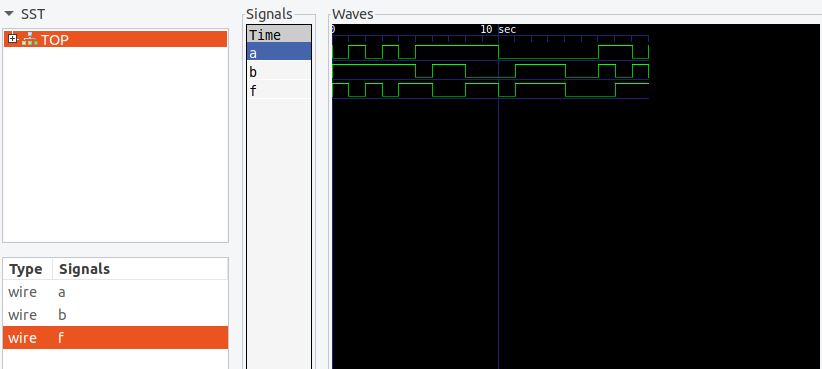 SST
TOP
Type Signals
wire a
wire b
wire f
Signals
Time
a
b
f
Waves
0 10 sec